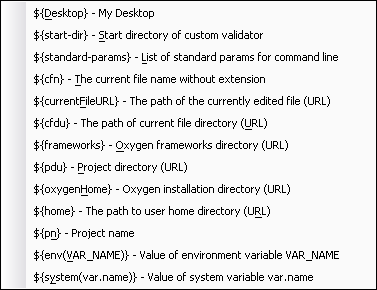 ${Desktop} - My Desktop
${start-dir} - Start directory of custom validator
${standard-params} - List of standard params for command line
${cfn} - The current file name without extension
${currentFileURL} - The path of the currently edited file (URL)
${cfdu} - The path of current file directory (URL)
${frameworks} - Oxygen frameworks directory (URL)
${pdu} - Project directory (URL)
${oxygenHome} - Oxygen installation directory (URL)
${home} - The path to user home directory (URL)
${pn} - Project name
${env(VAR_NAME)} - Value of environment variable VAR_NAME
${system(var.name)} - Value of system variable var.name